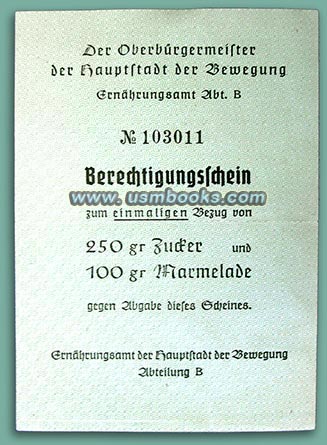 Der Oberbürgermeister
der Hauptstadt der Bewegung
Ernährungsamt Abt. B
№ 103011
Berechtigungsschein
www.usmbooks.com
zum einmaligen Bezug von
250 gr Zucker und
100 gr Marmelade
gegen Abgabe dieses Scheines.
Ernährungsamt der Hauptstadt der Bewegung
Abteilung B